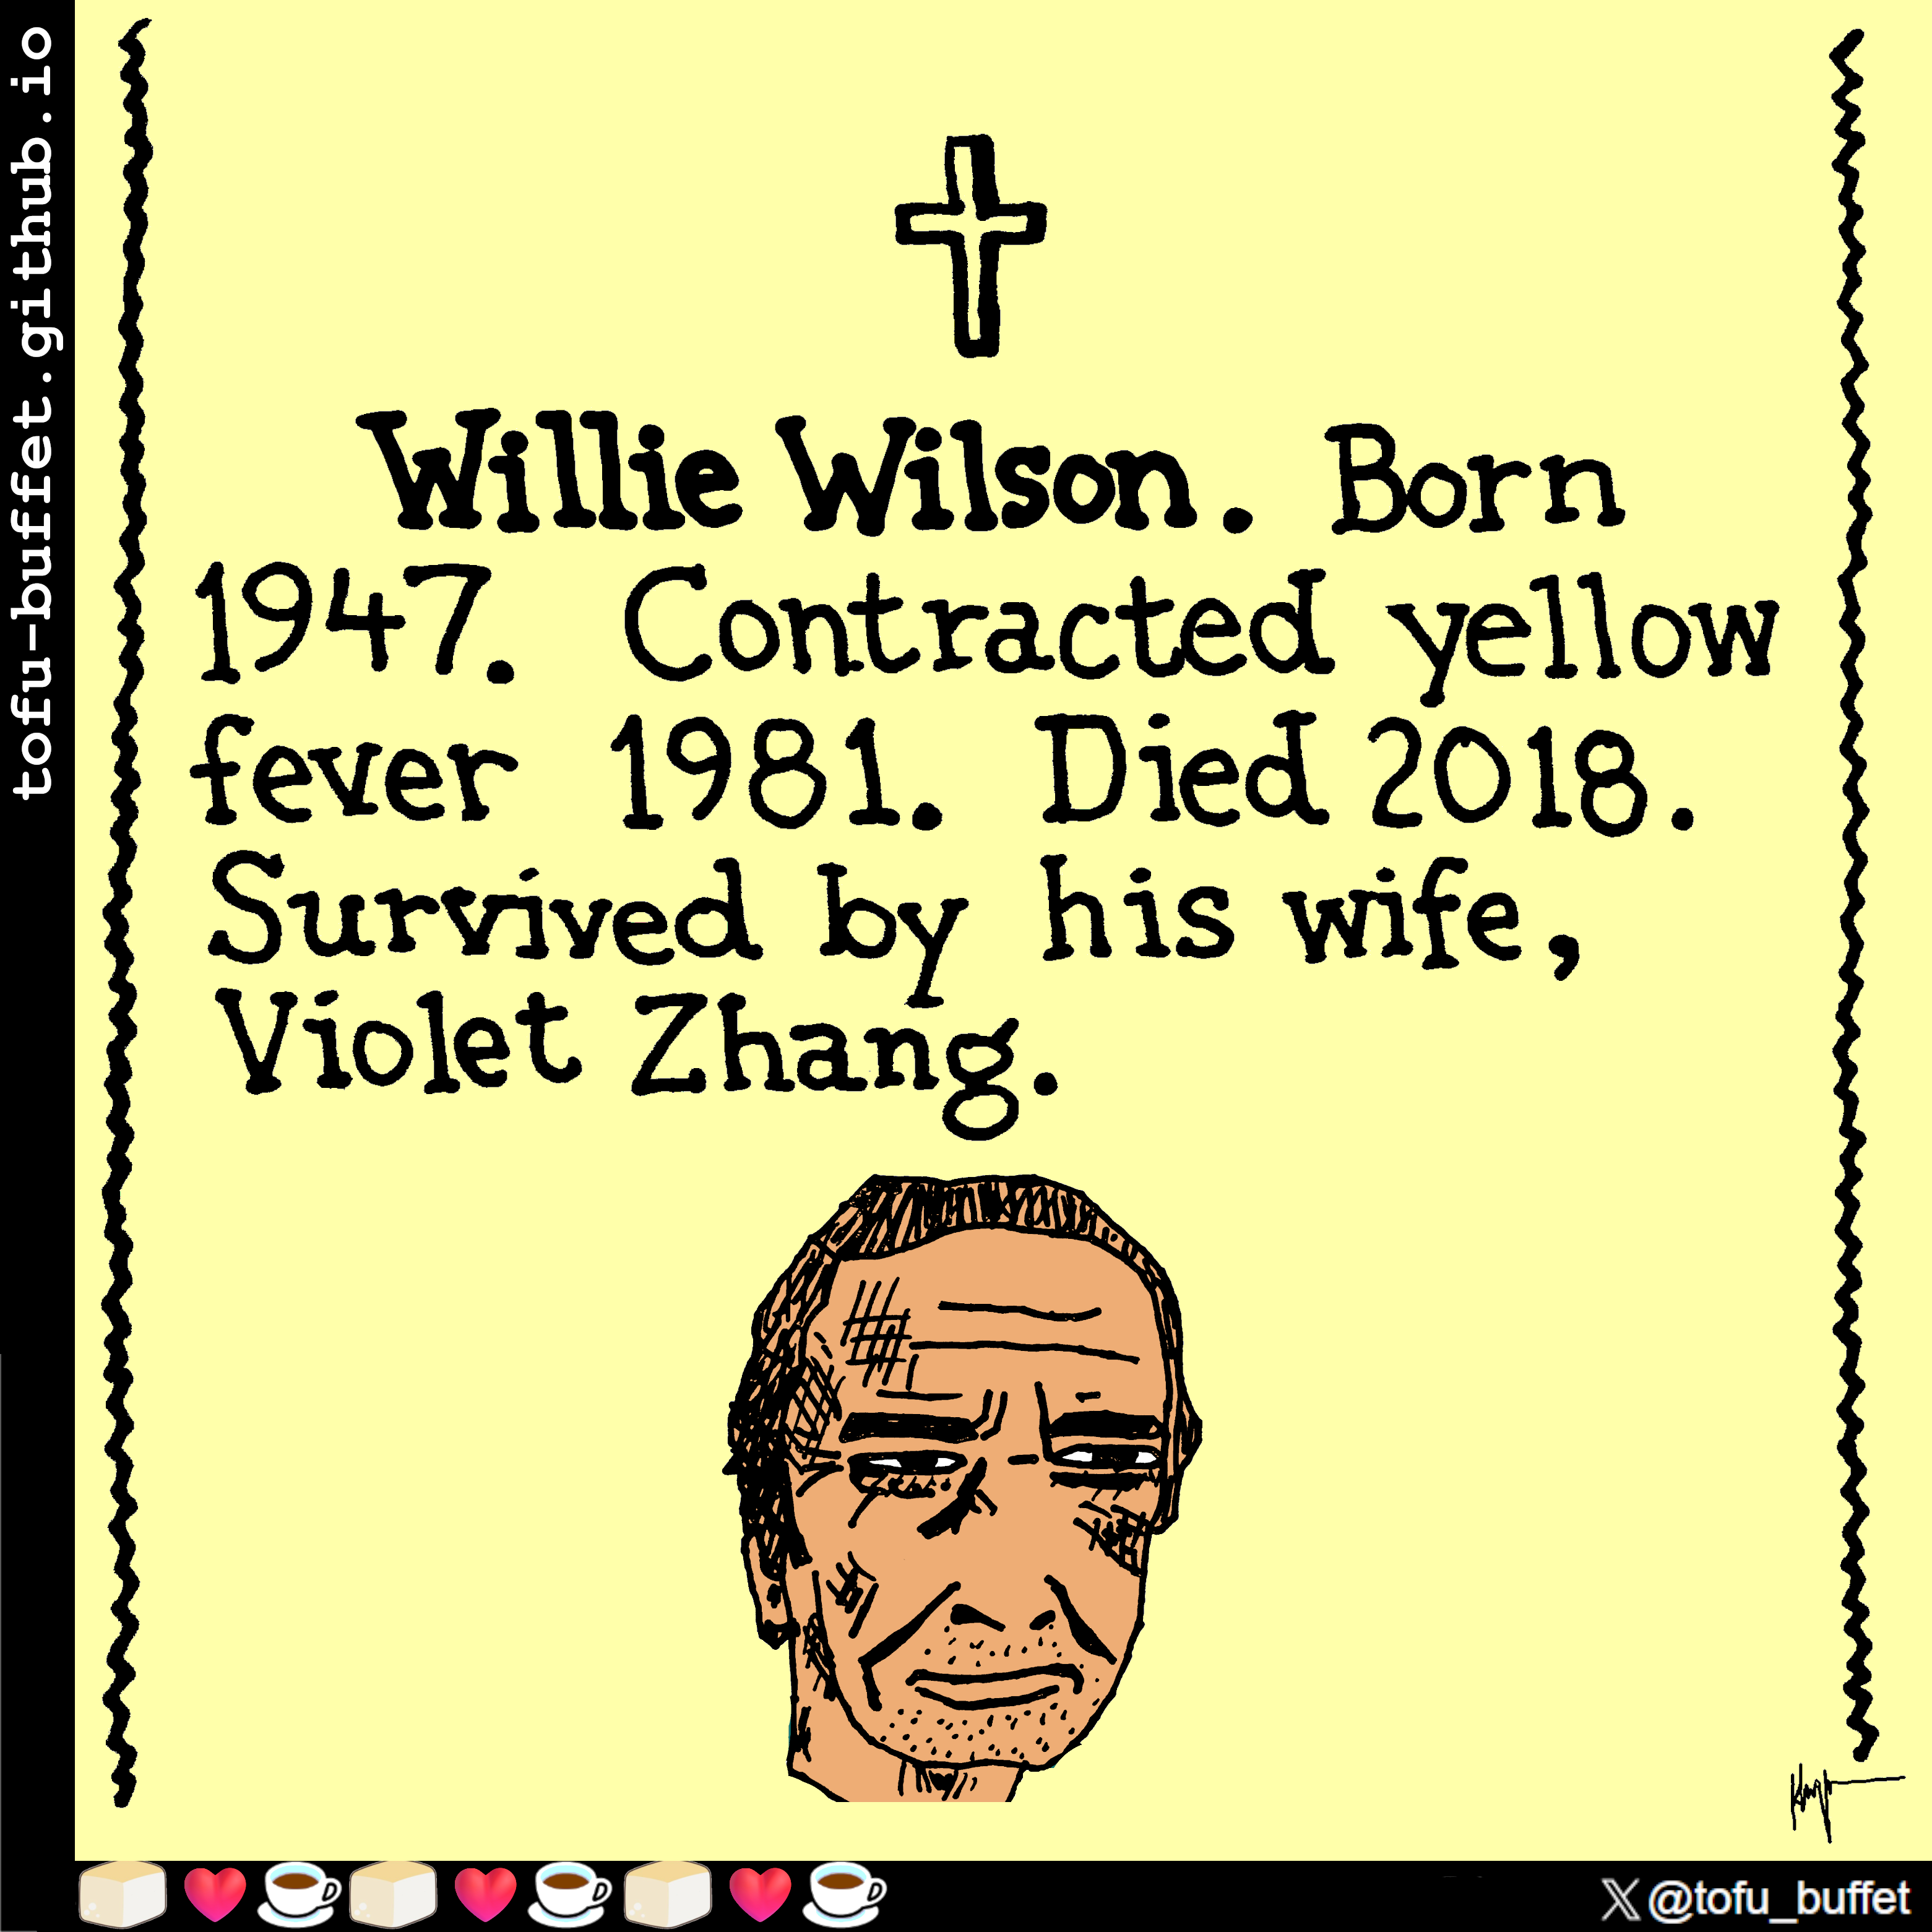 tofu-buffet.github.io
Willie Wilson. Born
1947. Contracted yellow
fever 1981. Died 2018.
Survived by his wife,
Violet Zhang.
X @tofu_buffet